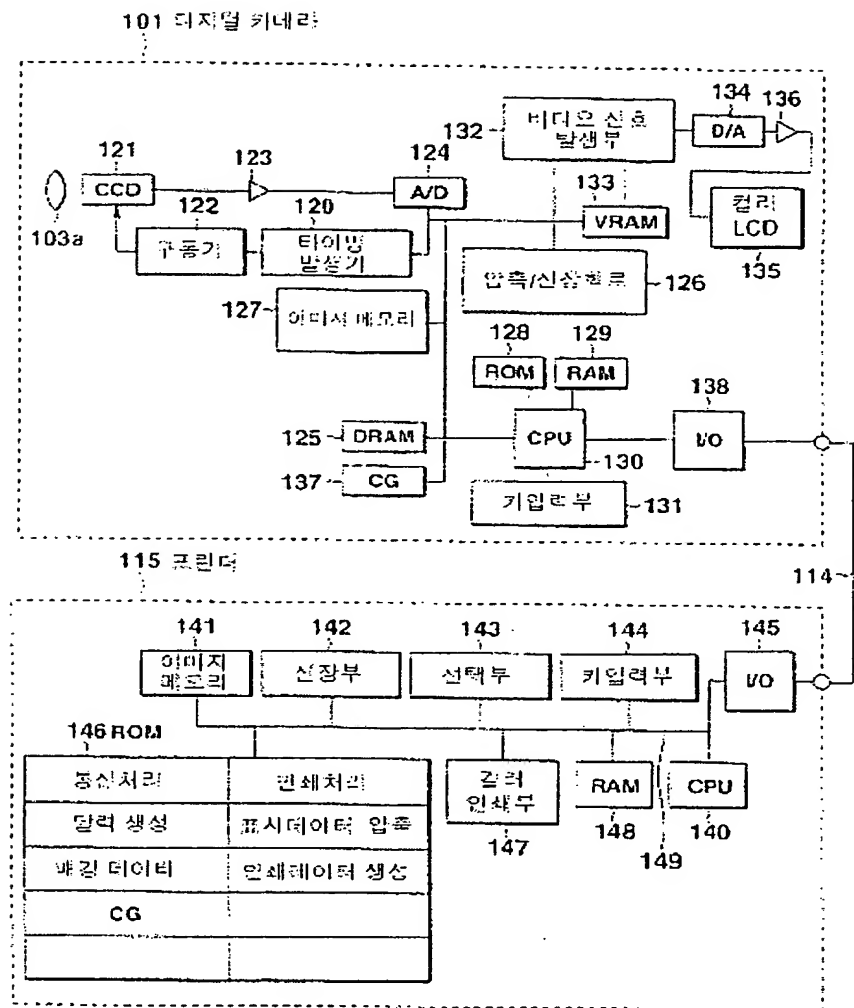 101 디지털 카메라
121
CCD
103a
122
구동기
123
120
타이밍
발생기
124
A/D
132
비디오 신호
발생부
134
D/A
136
133
VRAM
컬러
LCD
135
압축/신장회로
126
127
이미지 메모리
128
ROM
129
RAM
138
I/O
125
DRAM
CPU
130
137
CG
키입력부
131
114
115 프린터
141
이미지
메모리
142
신장부
143
선택부
144
키입력부
145
I/O
146 ROM
통신처리
인쇄처리
달력 생성
표시데이터 압축
배경 데이터
인쇄데이터 생성
CG
컬러
인쇄부
147
RAM
148
149
CPU
140